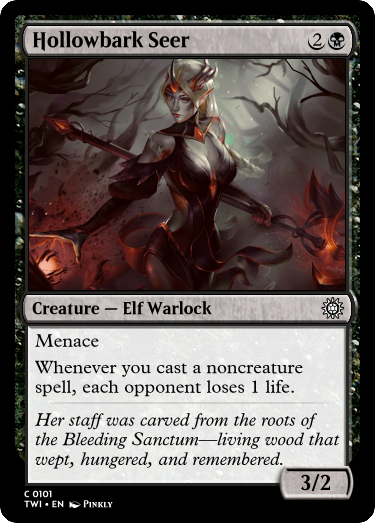 Hollowbark Seer 2
Creature — Elf Warlock
Menace
Whenever you cast a noncreature
spell, each opponent loses 1 life.
Her staff was carved from the roots of
the Bleeding Sanctum—living wood that
wept, hungered, and remembered.
3/2
C 0101
TWI • EN Pinkly